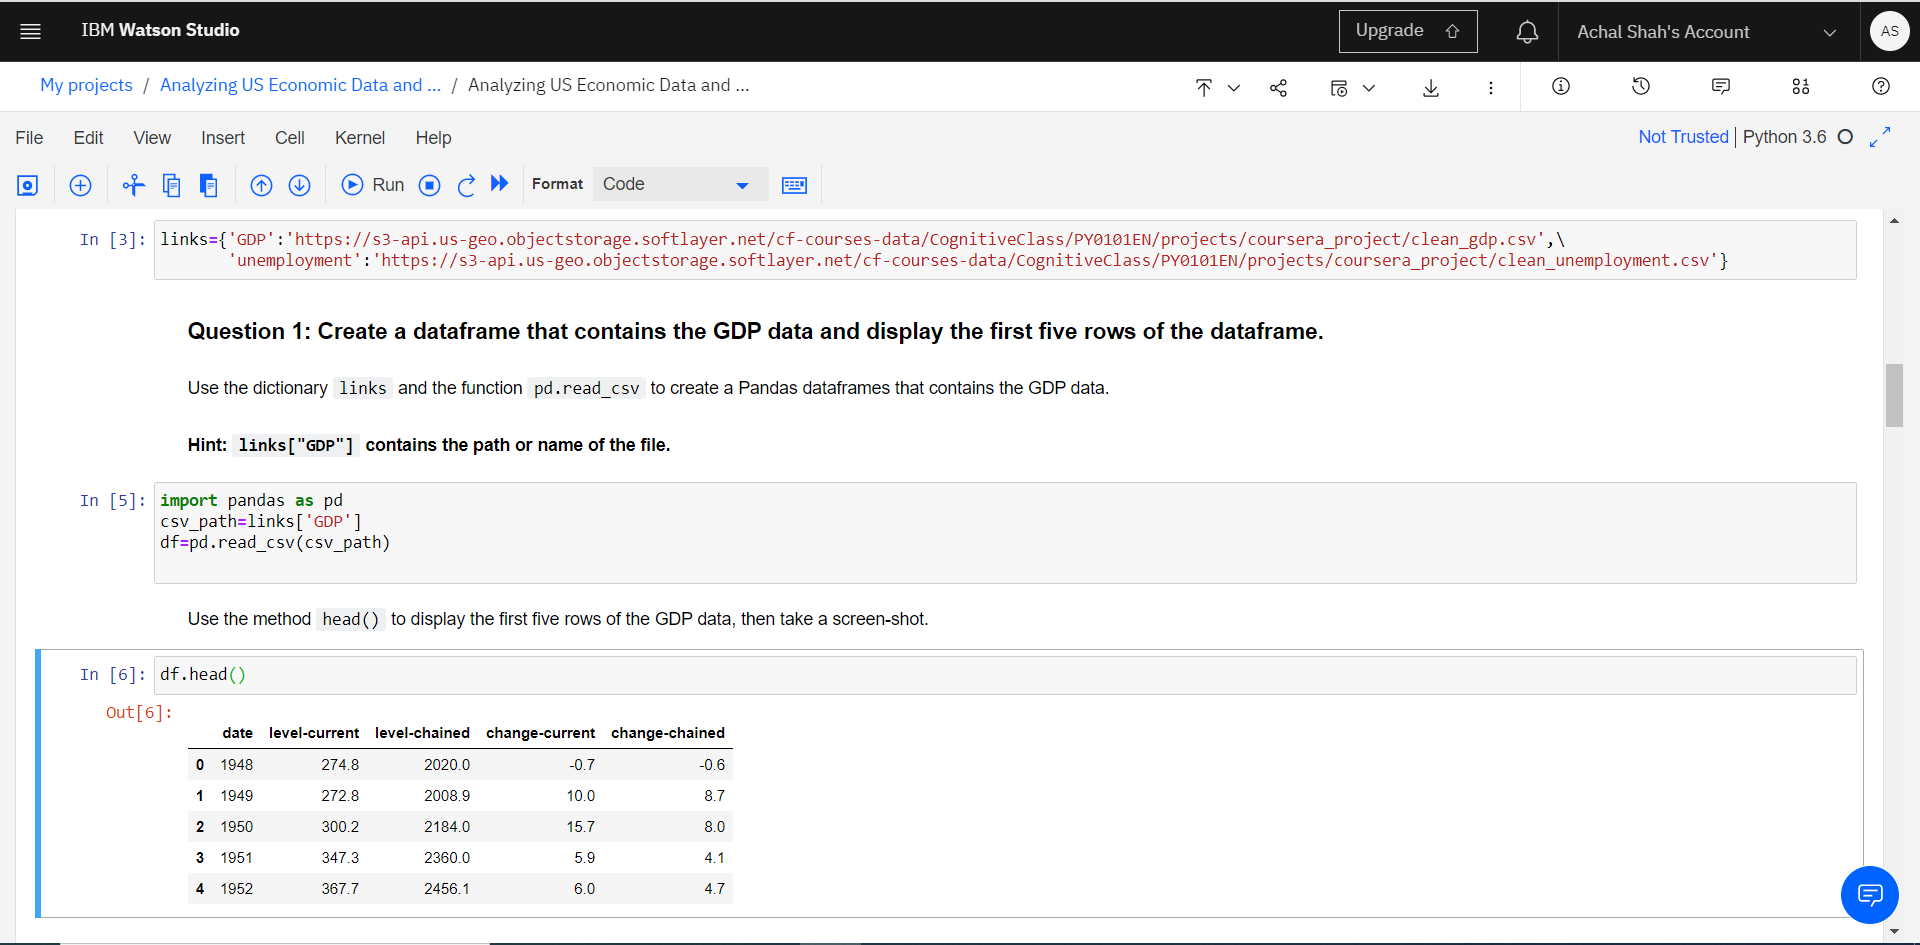 IBM Watson Studio
Upgrade
Achal Shah's Account
AS
My projects / Analyzing US Economic Data and ... / Analyzing US Economic Data and ...
File Edit View Insert Cell Kernel Help
Not Trusted Python 3.6
Run
Format Code
In [3]: links={'GDP':'https://s3-api.us-geo.objectstorage.softlayer.net/cf-courses-data/CognitiveClass/PY0101EN/projects/coursera_project/clean_gdp.csv',\
'unemployment':'https://s3-api.us-geo.objectstorage.softlayer.net/cf-courses-data/CognitiveClass/PY0101EN/projects/coursera_project/clean_unemployment.csv'}
Question 1: Create a dataframe that contains the GDP data and display the first five rows of the dataframe.
Use the dictionary links and the function pd.read_csv to create a Pandas dataframes that contains the GDP data.
Hint: links["GDP"] contains the path or name of the file.
In [5]: import pandas as pd
csv_path=links['GDP']
df=pd.read_csv(csv_path)
Use the method head() to display the first five rows of the GDP data, then take a screen-shot.
In [6]: df.head()
Out[6]:
date level-current level-chained change-current change-chained
0 1948 274.8 2020.0 -0.7 -0.6
1 1949 272.8 2008.9 10.0 8.7
2 1950 300.2 2184.0 15.7 8.0
3 1951 347.3 2360.0 5.9 4.1
4 1952 367.7 2456.1 6.0 4.7